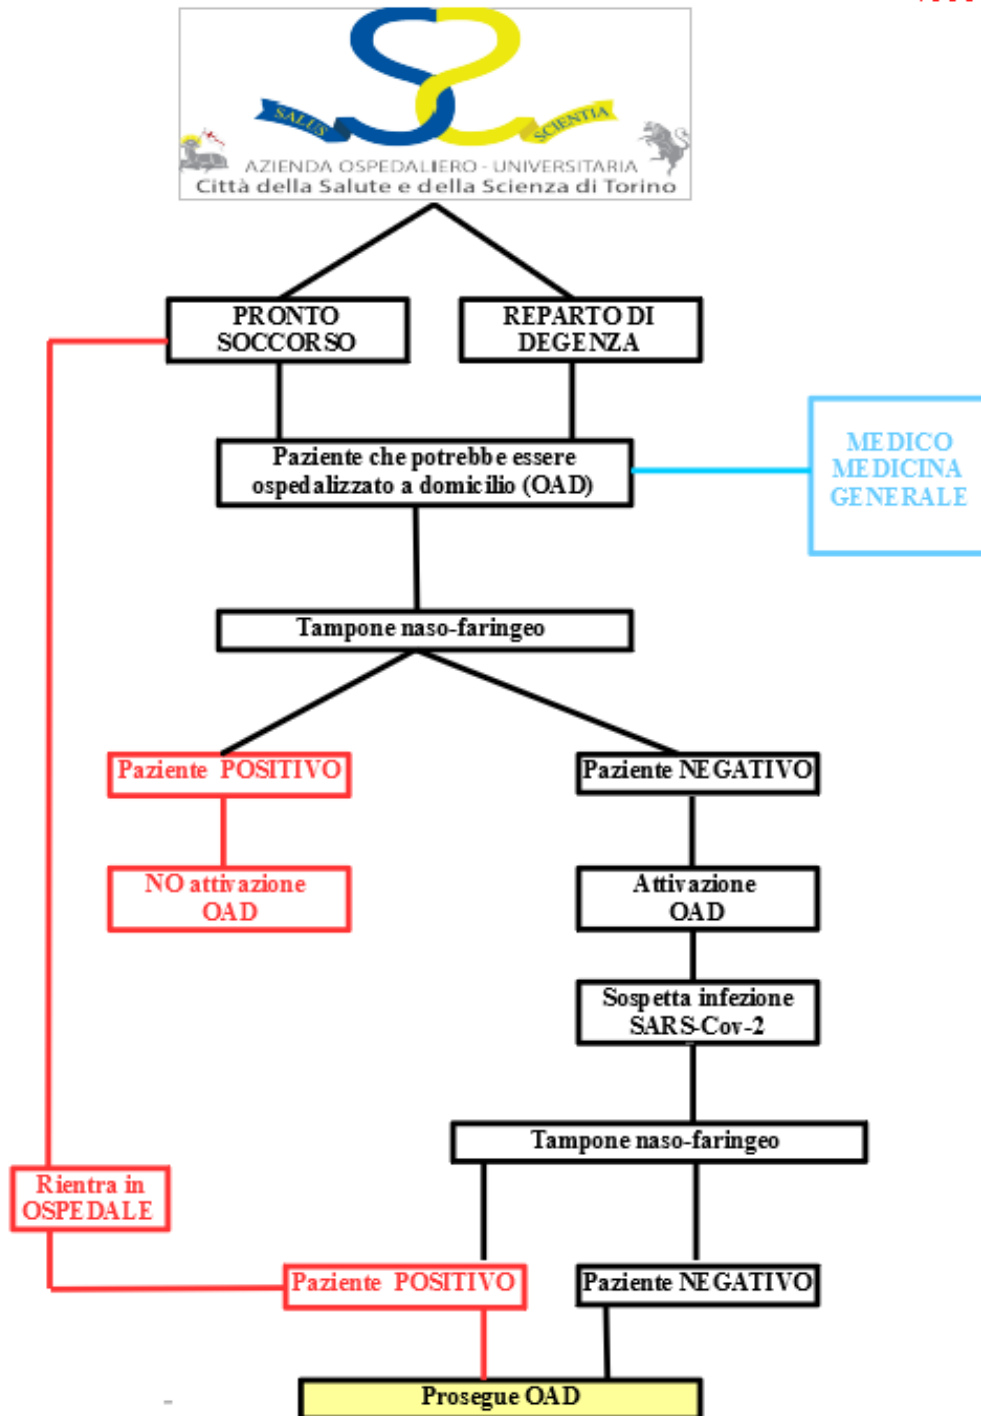 SALUS
SCIENTIA
AZIENDA OSPEDALIERO - UNIVERSITARIA
Città della Salute e della Scienza di Torino
PRONTO
SOCCORSO
REPARTO DI
DEGENZA
MEDICO
MEDICINA
GENERALE
Paziente che potrebbe essere
ospedalizzato a domicilio (OAD)
Tampone naso-faringeo
Paziente POSITIVO
Paziente NEGATIVO
NO attivazione
OAD
Attivazione
OAD
Sospetta infezione
SARS-Cov-2
Tampone naso-faringeo
Rientra in
OSPEDALE
Paziente POSITIVO
Paziente NEGATIVO
Prosegue OAD